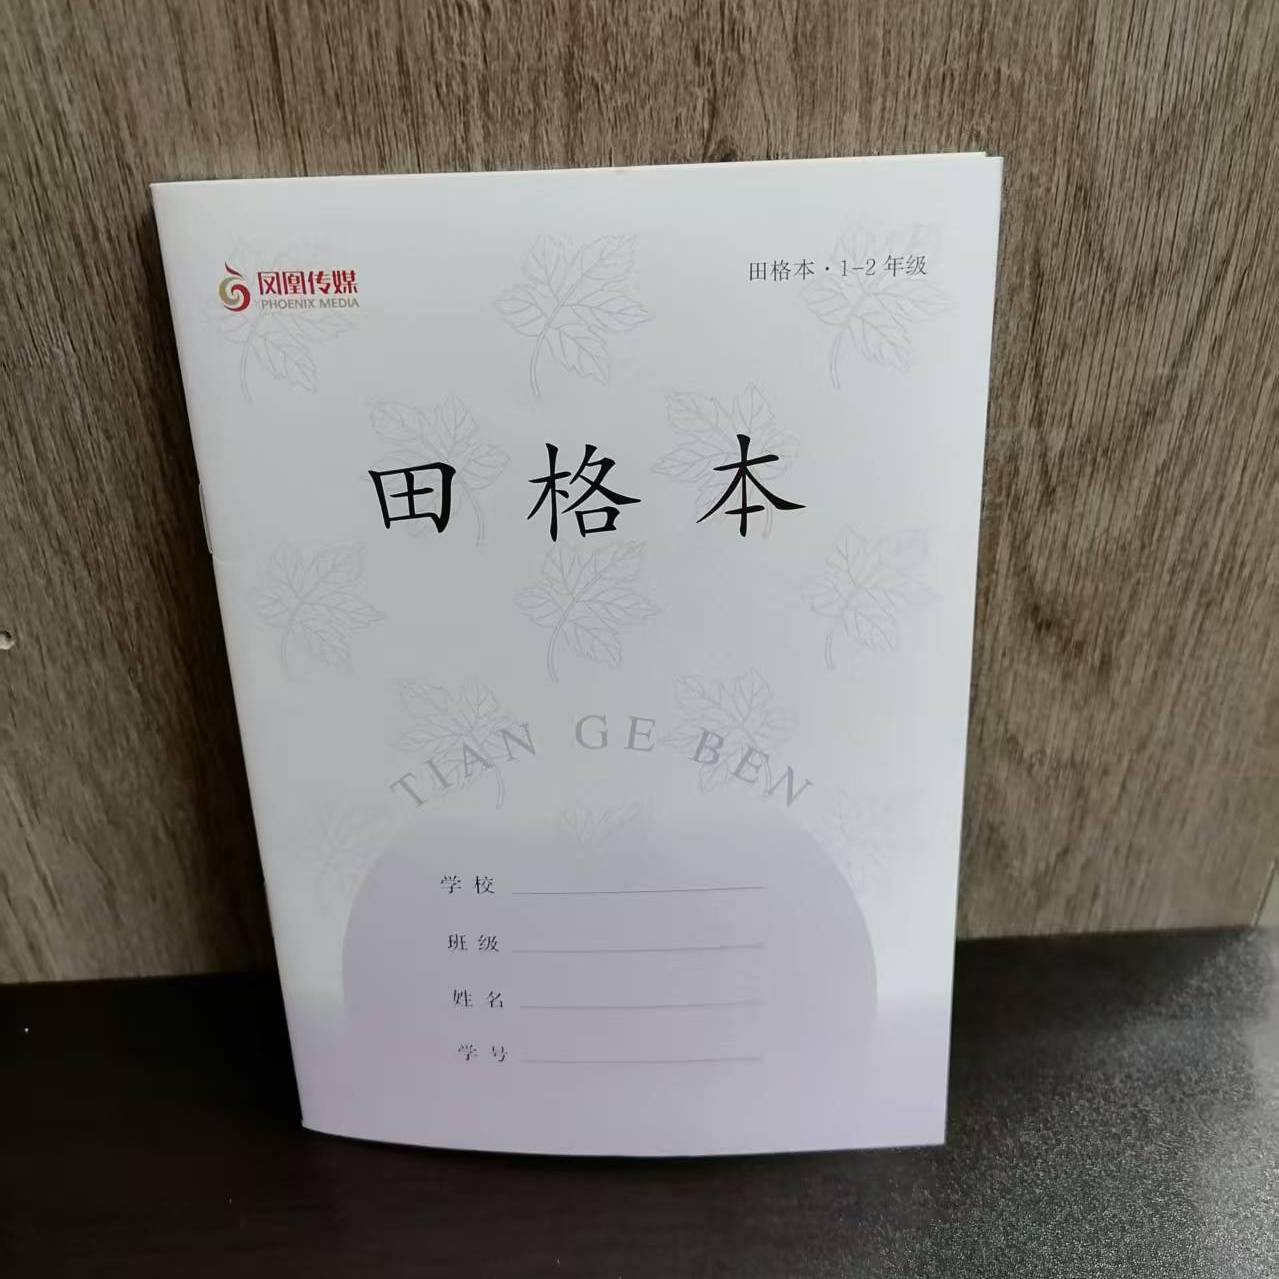 凤凰传媒
PHOENIX MEDIA
田格本·1-2年级
田格本
TIAN GE BEN
学校
班级
姓名
学号